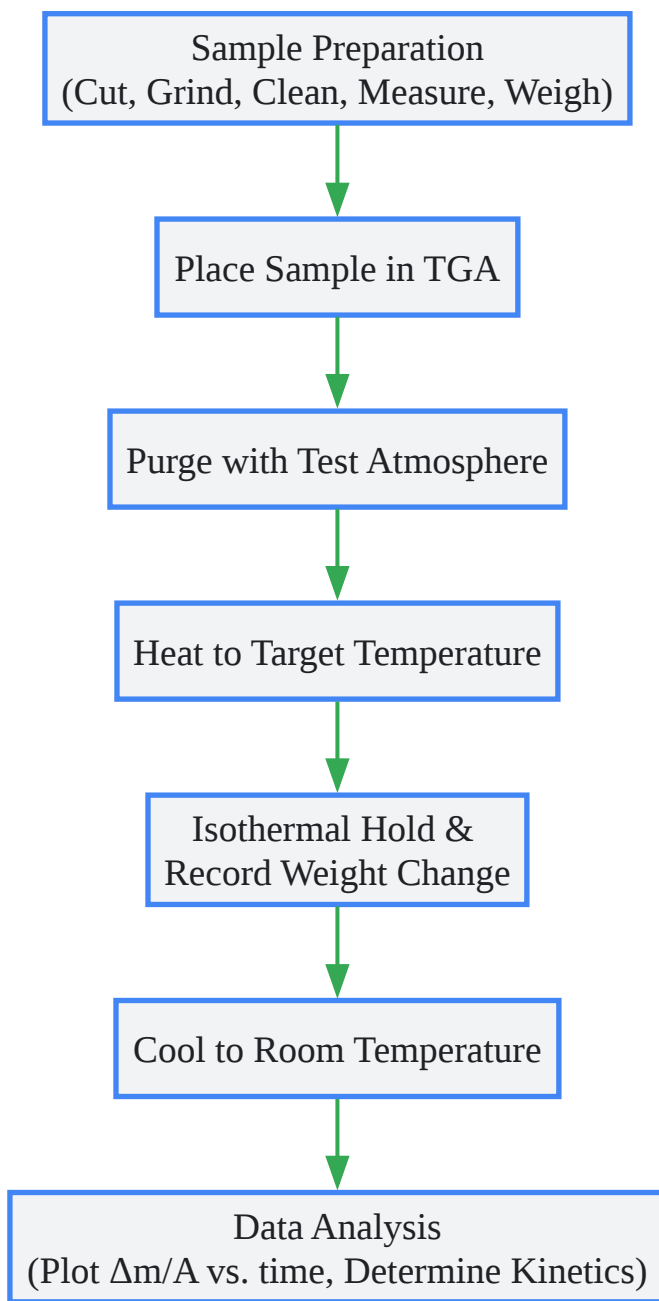 Sample Preparation
(Cut, Grind, Clean, Measure, Weigh)
Place Sample in TGA
Purge with Test Atmosphere
Heat to Target Temperature
Isothermal Hold &
Record Weight Change
Cool to Room Temperature
Data Analysis
(Plot Δm/A vs. time, Determine Kinetics)